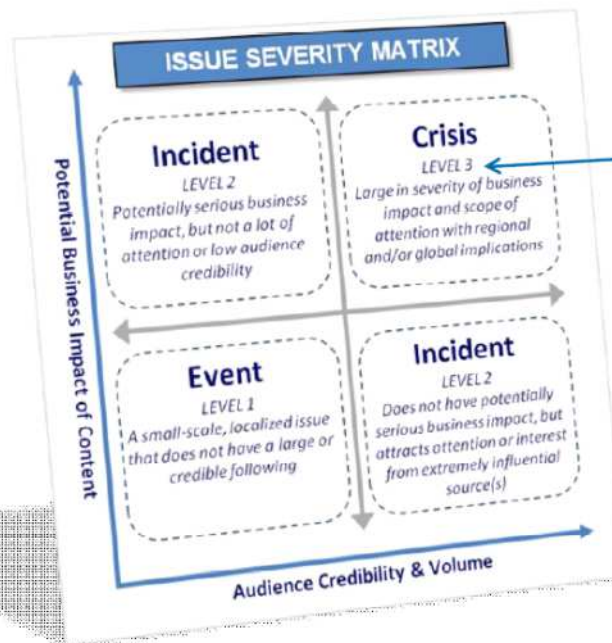 ISSUE SEVERITY MATRIX
Potential Business Impact of Content
Incident
LEVEL 2
Potentially serious business
impact, but not a lot of
attention or low audience
credibility
Crisis
LEVEL 3
Large in severity of business
impact and scope of
attention with regional
and/or global implications
Event
LEVEL 1
A small-scale, localized issue
that does not have a large or
credible following
Incident
LEVEL 2
Does not have potentially
serious business impact, but
attracts attention or interest
from extremely influential
source(s)
Audience Credibility & Volume